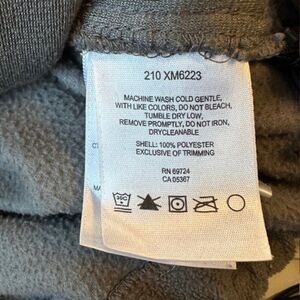 210 XM6223
MACHINE WASH COLD GENTLE,
WITH LIKE COLORS, DO NOT BLEACH,
TUMBLE DRY LOW,
REMOVE PROMPTLY, DO NOT IRON,
DRYCLEANABLE
SHELL: 100% POLYESTER
EXCLUSIVE OF TRIMMING
RN 69724
CA 05367